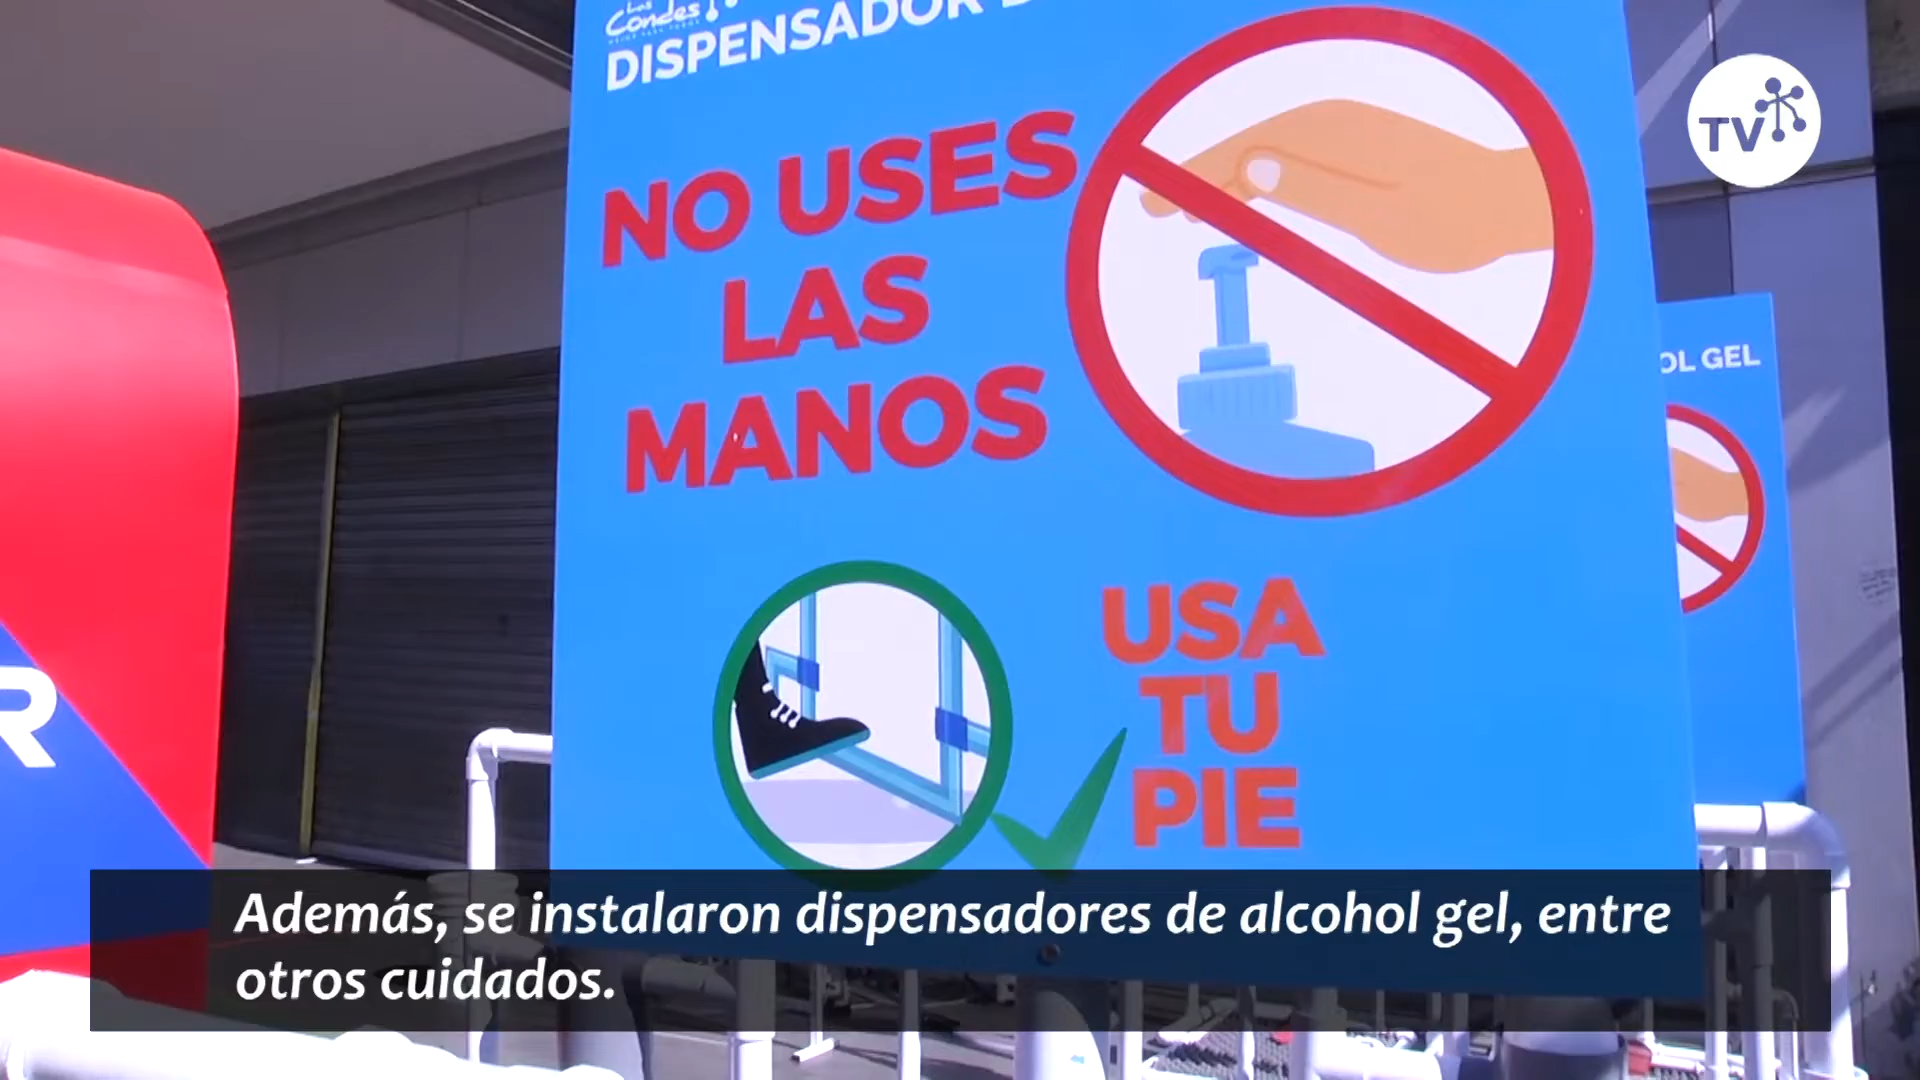 Las
Condes
DISPENSADOR
NO USES
LAS
MANOS
USA
TU
PIE
OL GEL
R
TV
Además, se instalaron dispensadores de alcohol gel, entre
otros cuidados.